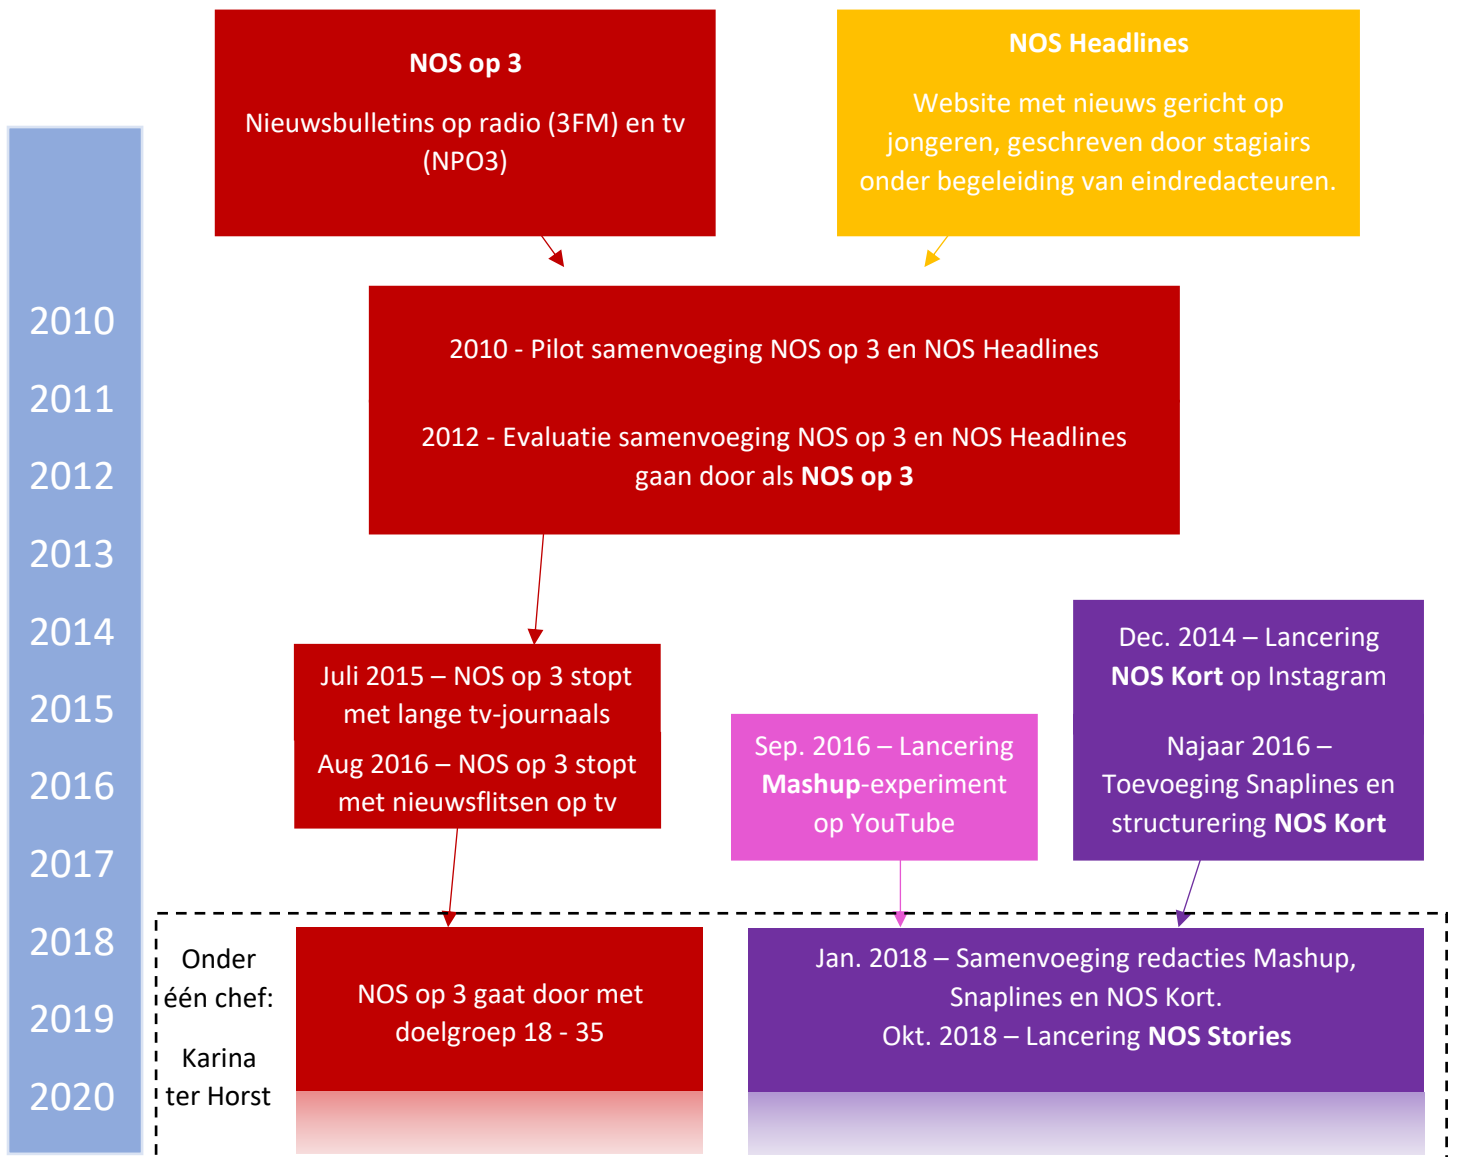 NOS op 3
Nieuwsbulletins op radio (3FM) en tv
(NPO3)
NOS Headlines
Website met nieuws gericht op
jongeren, geschreven door stagiairs
onder begeleiding van eindredacteuren.
2010
2011
2012
2013
2014
2015
2016
2017
2018
2019
2020
2010 - Pilot samenvoeging NOS op 3 en NOS Headlines
2012 - Evaluatie samenvoeging NOS op 3 en NOS Headlines
gaan door als NOS op 3
Juli 2015 – NOS op 3 stopt
met lange tv-journaals
Aug 2016 – NOS op 3 stopt
met nieuwsflitsen op tv
Sep. 2016 – Lancering
Mashup-experiment
op YouTube
Dec. 2014 – Lancering
NOS Kort op Instagram
Najaar 2016 –
Toevoeging Snaplines en
structurering NOS Kort
Onder
één chef:
Karina
ter Horst
NOS op 3 gaat door met
doelgroep 18 - 35
Jan. 2018 – Samenvoeging redacties Mashup,
Snaplines en NOS Kort.
Okt. 2018 – Lancering NOS Stories